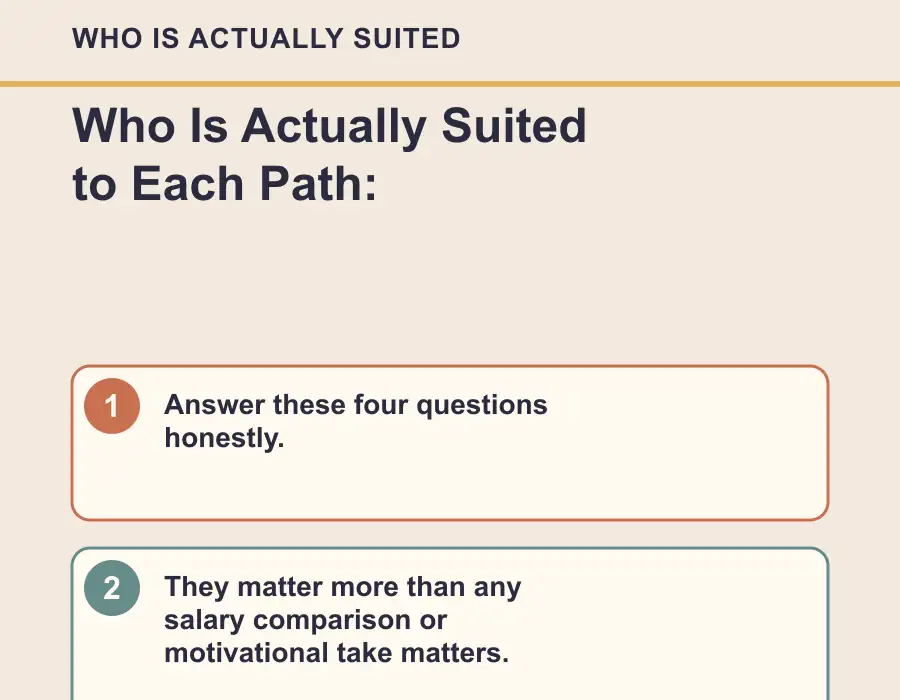 WHO IS ACTUALLY SUITED
Who Is Actually Suited
to Each Path:
1
Answer these four questions
honestly.
2
They matter more than any
salary comparison or
motivational take matters.